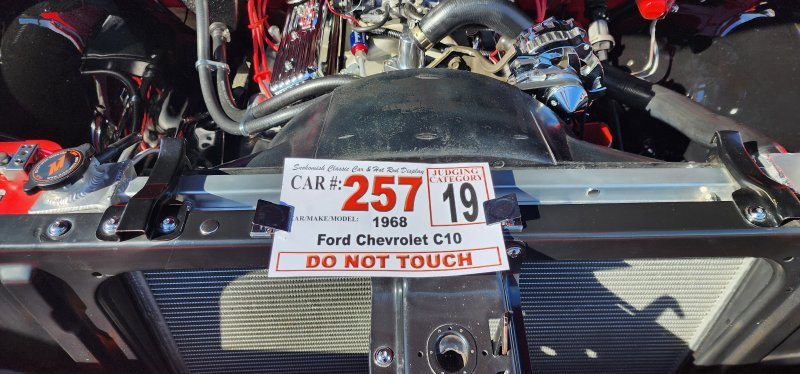 Snohomish Classic Car & Hot Rod Display
CAR #: 257
JUDGING
CATEGORY
19
AR/MAKE/MODEL:
1968
Ford Chevrolet C10
DO NOT TOUCH
M